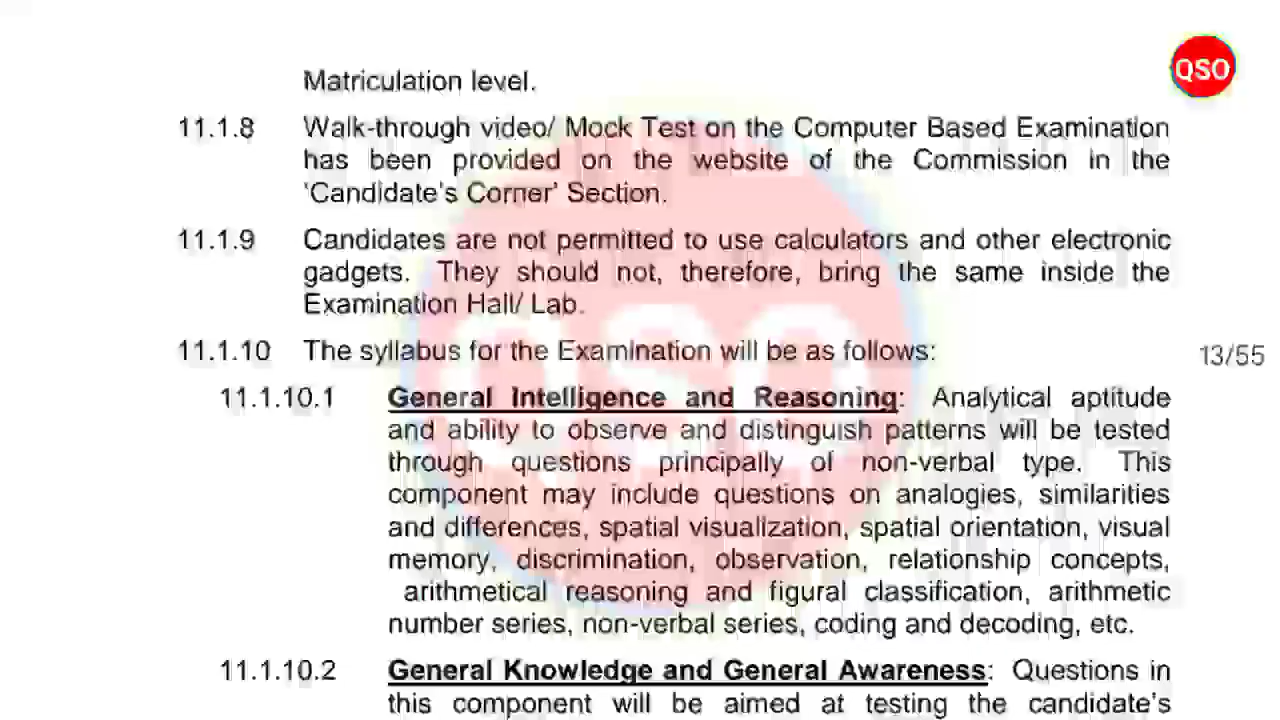 QSO
Matriculation level.
11.1.8 Walk-through video/ Mock Test on the Computer Based Examination
has been provided on the website of the Commission in the
'Candidate's Corner' Section.
11.1.9 Candidates are not permitted to use calculators and other electronic
gadgets. They should not, therefore, bring the same inside the
Examination Hall/ Lab.
11.1.10 The syllabus for the Examination will be as follows:
13/55
11.1.10.1 General Intelligence and Reasoning: Analytical aptitude
and ability to observe and distinguish patterns will be tested
through questions principally of non-verbal type. This
component may include questions on analogies, similarities
and differences, spatial visualization, spatial orientation, visual
memory, discrimination, observation, relationship concepts,
arithmetical reasoning and figural classification, arithmetic
number series, non-verbal series, coding and decoding, etc.
11.1.10.2 General Knowledge and General Awareness: Questions in
this component will be aimed at testing the candidate's
QSO